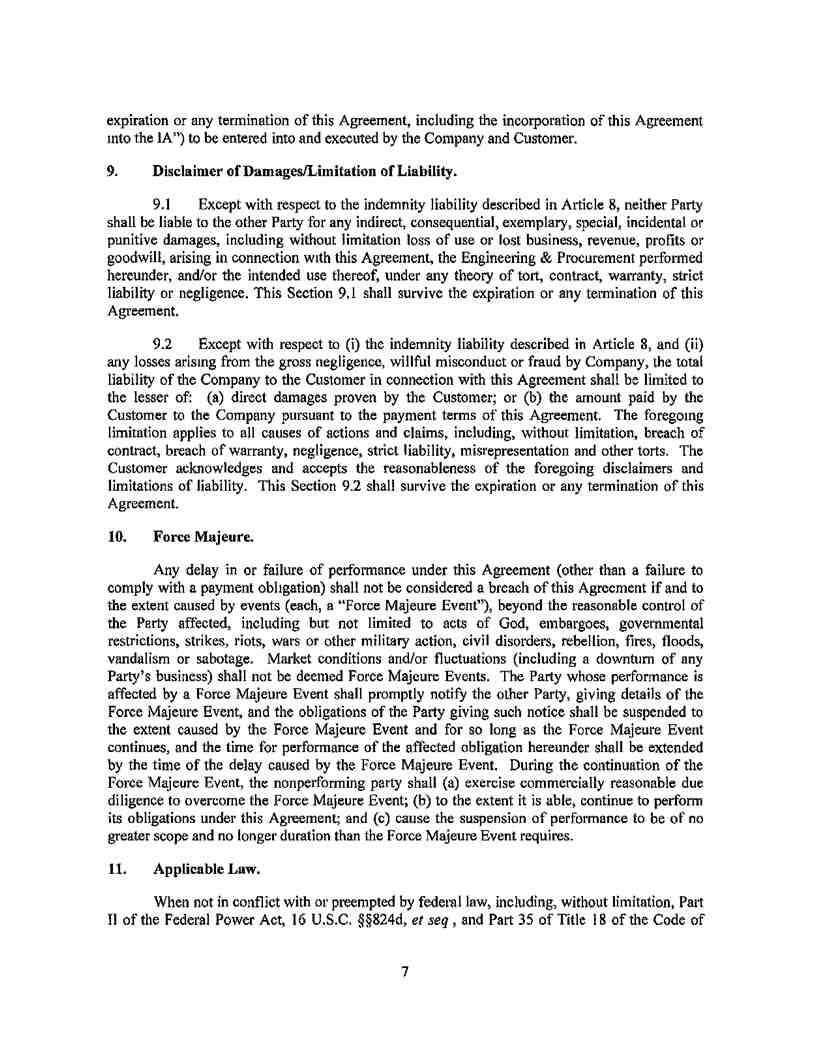 expiration or any termination of this Agreement, including the incorporation of this Agreement
into the IA”) to be entered into and executed by the Company and Customer.
9. Disclaimer of Damages/Limitation of Liability.
9.1 Except with respect to the indemnity liability described in Article 8, neither Party
shall be liable to the other Party for any indirect, consequential, exemplary, special, incidental or
punitive damages, including without limitation loss of use or lost business, revenue, profits or
goodwill, arising in connection with this Agreement, the Engineering & Procurement performed
hereunder, and/or the intended use thereof, under any theory of tort, contract, warranty, strict
liability or negligence. This Section 9.1 shall survive the expiration or any termination of this
Agreement.
9.2 Except with respect to (i) the indemnity liability described in Article 8, and (ii)
any losses arising from the gross negligence, willful misconduct or fraud by Company, the total
liability of the Company to the Customer in connection with this Agreement shall be limited to
the lesser of: (a) direct damages proven by the Customer; or (b) the amount paid by the
Customer to the Company pursuant to the payment terms of this Agreement. The foregoing
limitation applies to all causes of actions and claims, including, without limitation, breach of
contract, breach of warranty, negligence, strict liability, misrepresentation and other torts. The
Customer acknowledges and accepts the reasonableness of the foregoing disclaimers and
limitations of liability. This Section 9.2 shall survive the expiration or any termination of this
Agreement.
10. Force Majeure.
Any delay in or failure of performance under this Agreement (other than a failure to
comply with a payment obligation) shall not be considered a breach of this Agreement if and to
the extent caused by events (each, a “Force Majeure Event”), beyond the reasonable control of
the Party affected, including but not limited to acts of God, embargoes, governmental
restrictions, strikes, riots, wars or other military action, civil disorders, rebellion, fires, floods,
vandalism or sabotage. Market conditions and/or fluctuations (including a downturn of any
Party’s business) shall not be deemed Force Majeure Events. The Party whose performance is
affected by a Force Majeure Event shall promptly notify the other Party, giving details of the
Force Majeure Event, and the obligations of the Party giving such notice shall be suspended to
the extent caused by the Force Majeure Event and for so long as the Force Majeure Event
continues, and the time for performance of the affected obligation hereunder shall be extended
by the time of the delay caused by the Force Majeure Event. During the continuation of the
Force Majeure Event, the nonperforming party shall (a) exercise commercially reasonable due
diligence to overcome the Force Majeure Event; (b) to the extent it is able, continue to perform
its obligations under this Agreement; and (c) cause the suspension of performance to be of no
greater scope and no longer duration than the Force Majeure Event requires.
11. Applicable Law.
When not in conflict with or preempted by federal law, including, without limitation, Part
II of the Federal Power Act, 16 U.S.C. §§824d, et seq , and Part 35 of Title 18 of the Code of
7